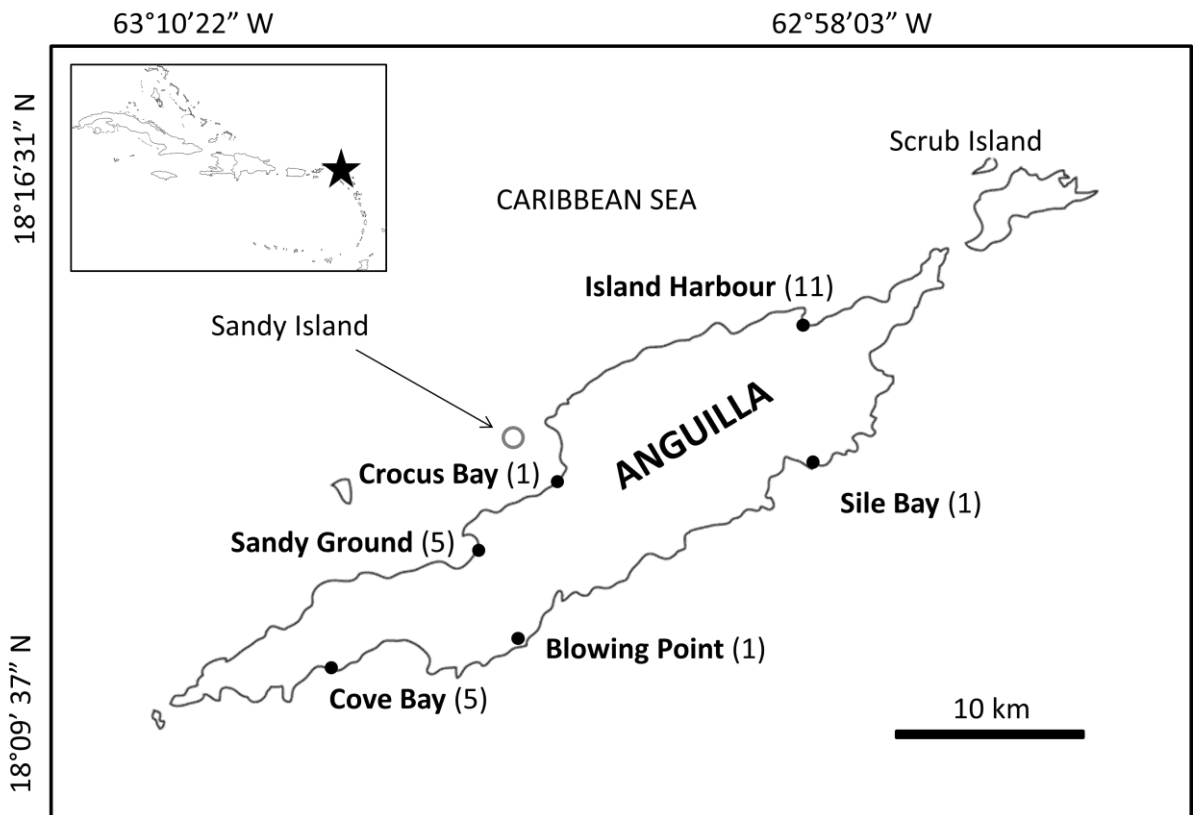 63°10’22” W
62°58’03” W
18°16’31” N
Scrub Island
CARIBBEAN SEA
Island Harbour (11)
Sandy Island
ANGUILLA
Crocus Bay (1)
Sile Bay (1)
Sandy Ground (5)
Blowing Point (1)
18°09’ 37” N
Cove Bay (5)
10 km